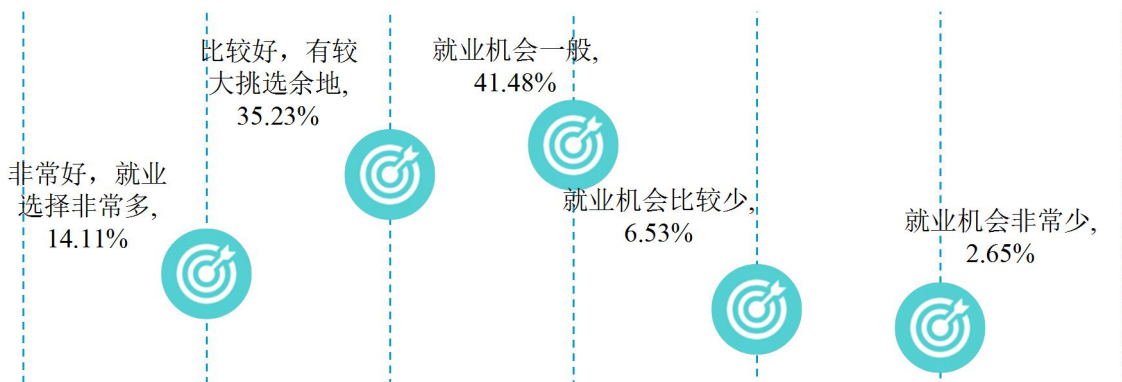 非常好，就业
选择非常多,
14.11%
比较好，有较
大挑选余地,
35.23%
就业机会一般,
41.48%
就业机会比较少,
6.53%
就业机会非常少,
2.65%